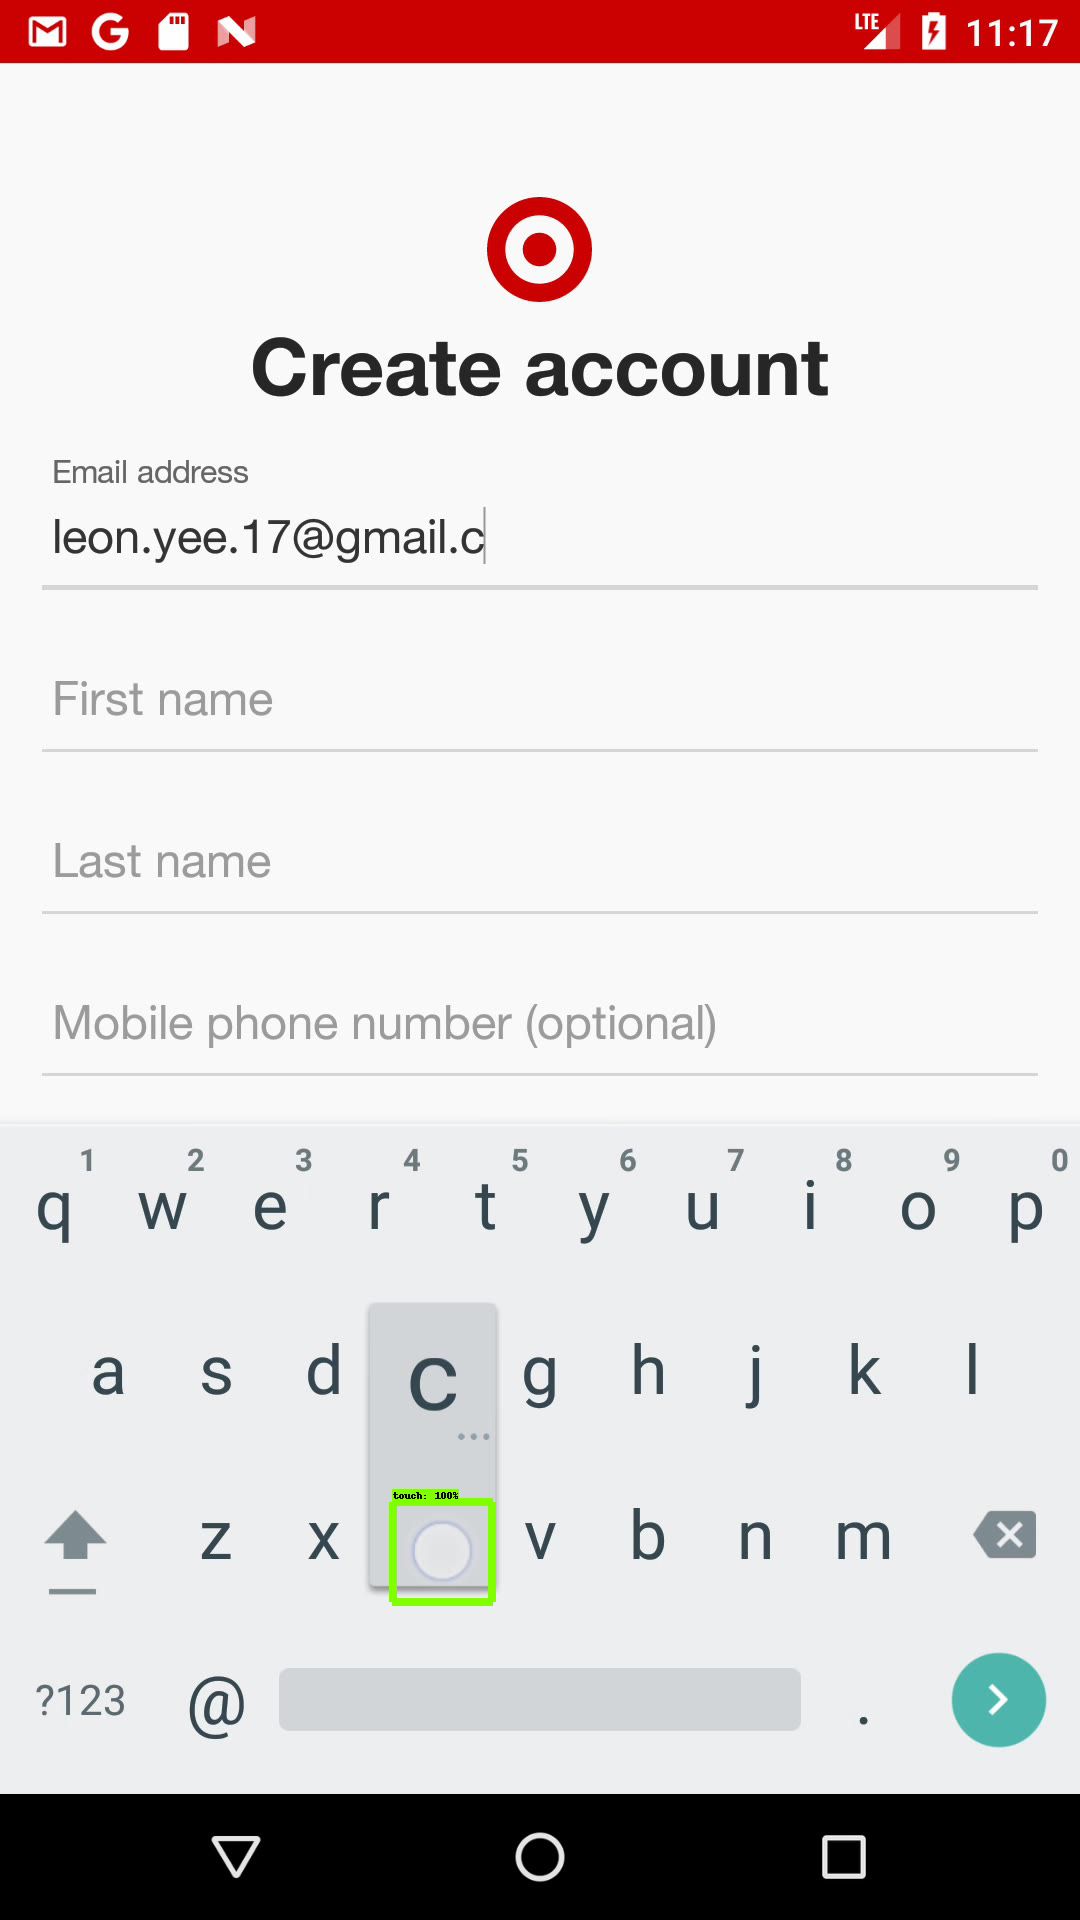 LTE 11:17
Create account
Email address
leon.yee.17@gmail.c
First name
Last name
Mobile phone number (optional)
1 2 3 4 5 6 7 8 9 0
q w e r t y u i o p
a s d c g h j k l
touch: 100%
z x v b n m
?123 @ .